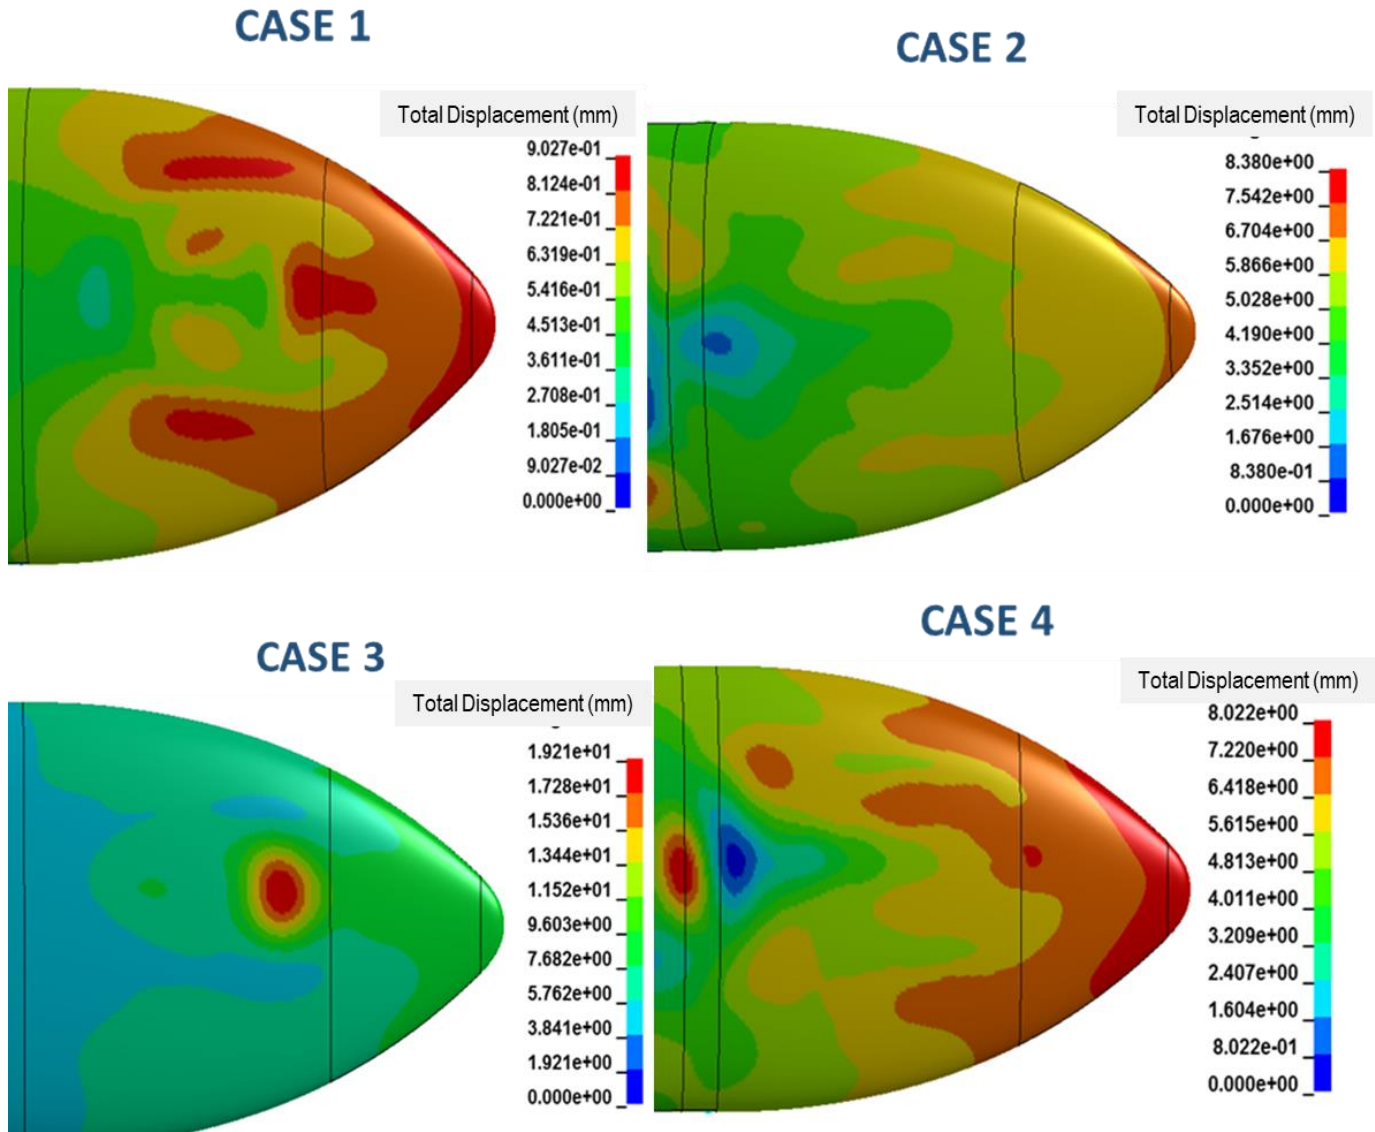 CASE 1
Total Displacement (mm)
9.027e-01
8.124e-01
7.221e-01
6.319e-01
5.416e-01
4.513e-01
3.611e-01
2.708e-01
1.805e-01
9.027e-02
0.000e+00
CASE 2
Total Displacement (mm)
8.380e+00
7.542e+00
6.704e+00
5.866e+00
5.028e+00
4.190e+00
3.352e+00
2.514e+00
1.676e+00
8.380e-01
0.000e+00
CASE 3
Total Displacement (mm)
1.921e+01
1.728e+01
1.536e+01
1.344e+01
1.152e+01
9.603e+00
7.682e+00
5.762e+00
3.841e+00
1.921e+00
0.000e+00
CASE 4
Total Displacement (mm)
8.022e+00
7.220e+00
6.418e+00
5.615e+00
4.813e+00
4.011e+00
3.209e+00
2.407e+00
1.604e+00
8.022e-01
0.000e+00